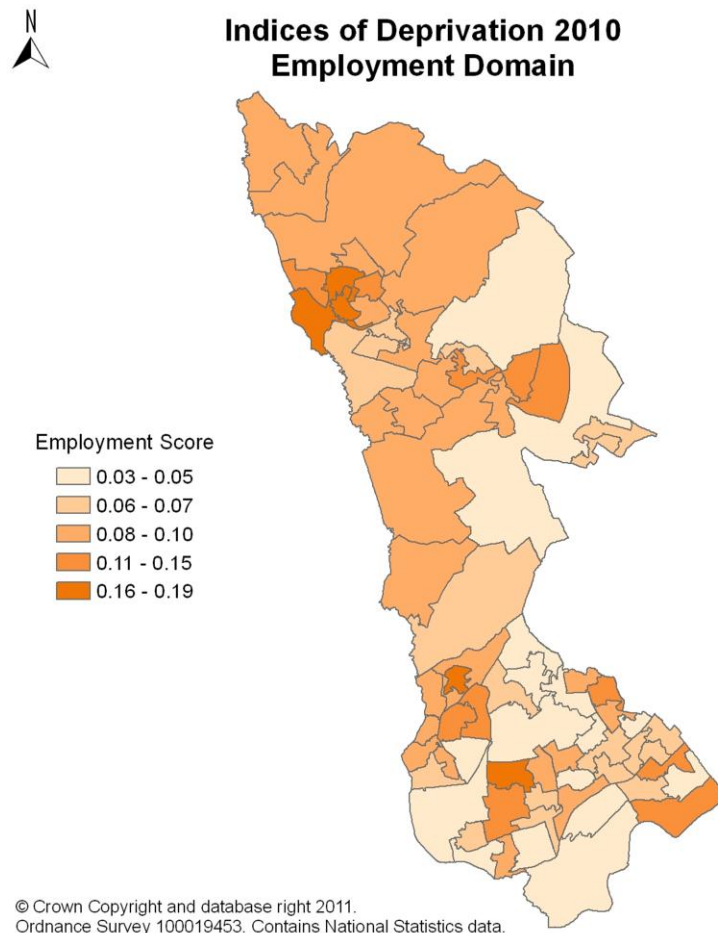 N
Indices of Deprivation 2010
Employment Domain
Employment Score
0.03 - 0.05
0.06 - 0.07
0.08 - 0.10
0.11 - 0.15
0.16 - 0.19
© Crown Copyright and database right 2011.
Ordnance Survey 100019453. Contains National Statistics data.